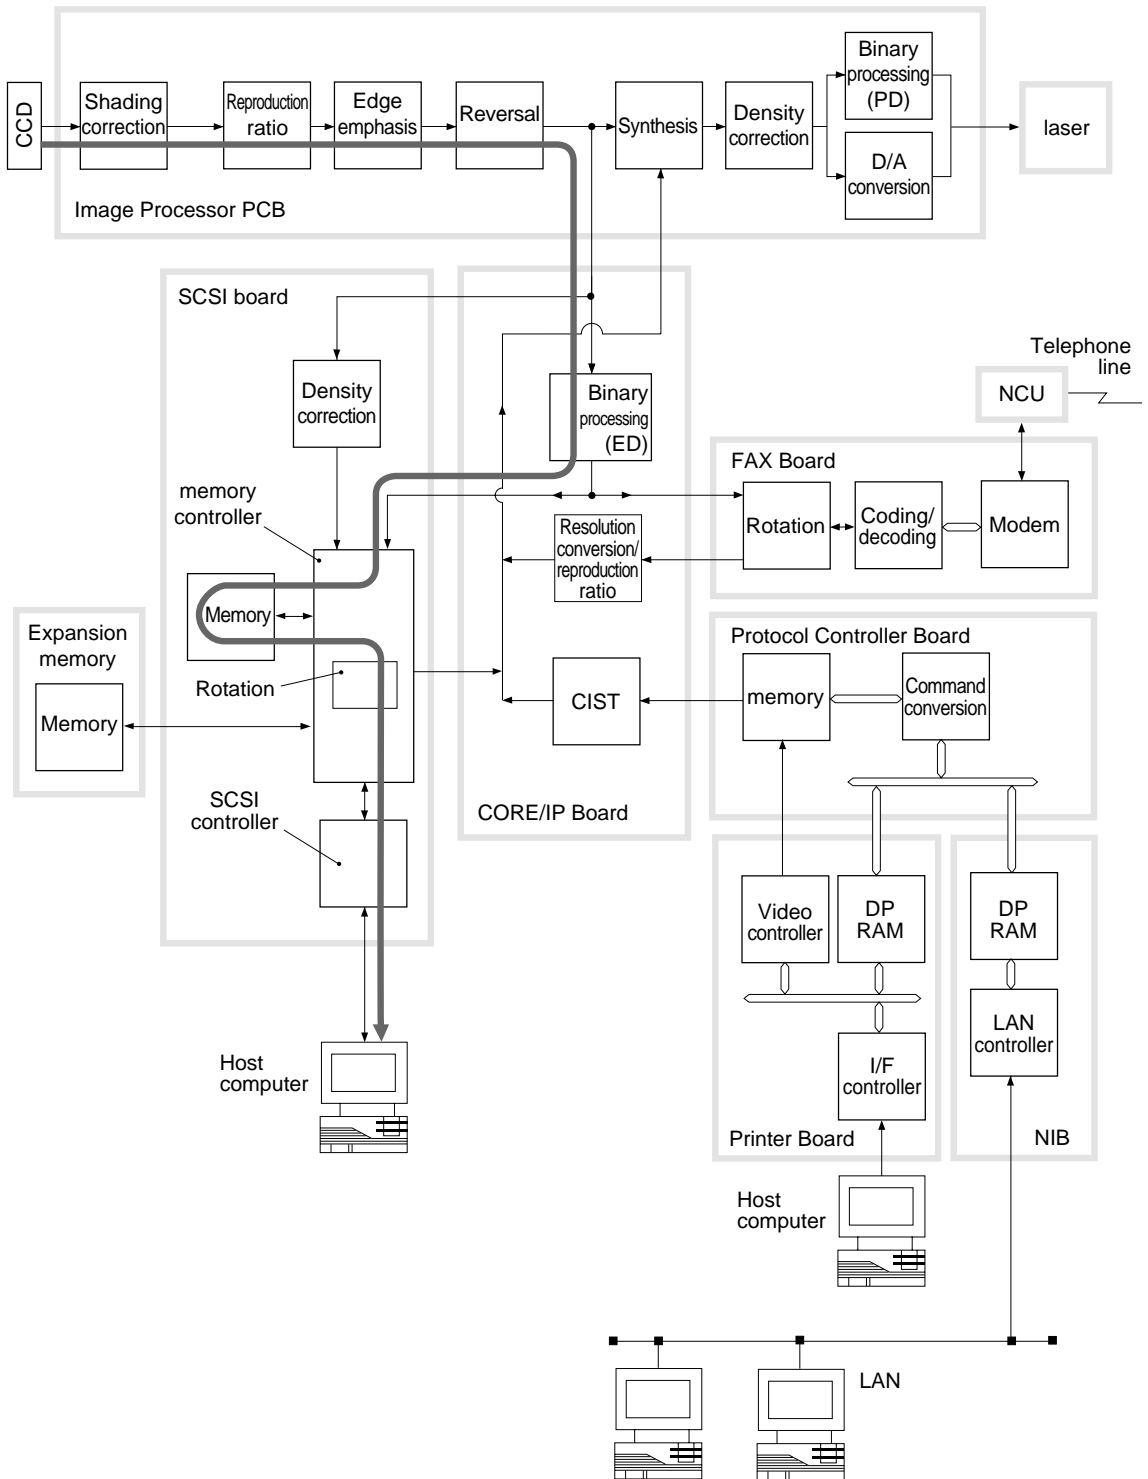 CCD
Shading
correction
Reproduction
ratio
Edge
emphasis
Reversal
Synthesis
Density
correction
Binary
processing
(PD)
D/A
conversion
laser
Image Processor PCB
SCSI board
Density
correction
memory
controller
Memory
Rotation
SCSI
controller
Expansion
memory
Memory
Host
computer
Binary
processing
(ED)
Resolution
conversion/
reproduction
ratio
CIST
CORE/IP Board
Telephone
line
NCU
FAX Board
Rotation
Coding/
decoding
Modem
Protocol Controller Board
memory
Command
conversion
Video
controller
DP
RAM
I/F
controller
Printer Board
DP
RAM
LAN
controller
NIB
Host
computer
LAN